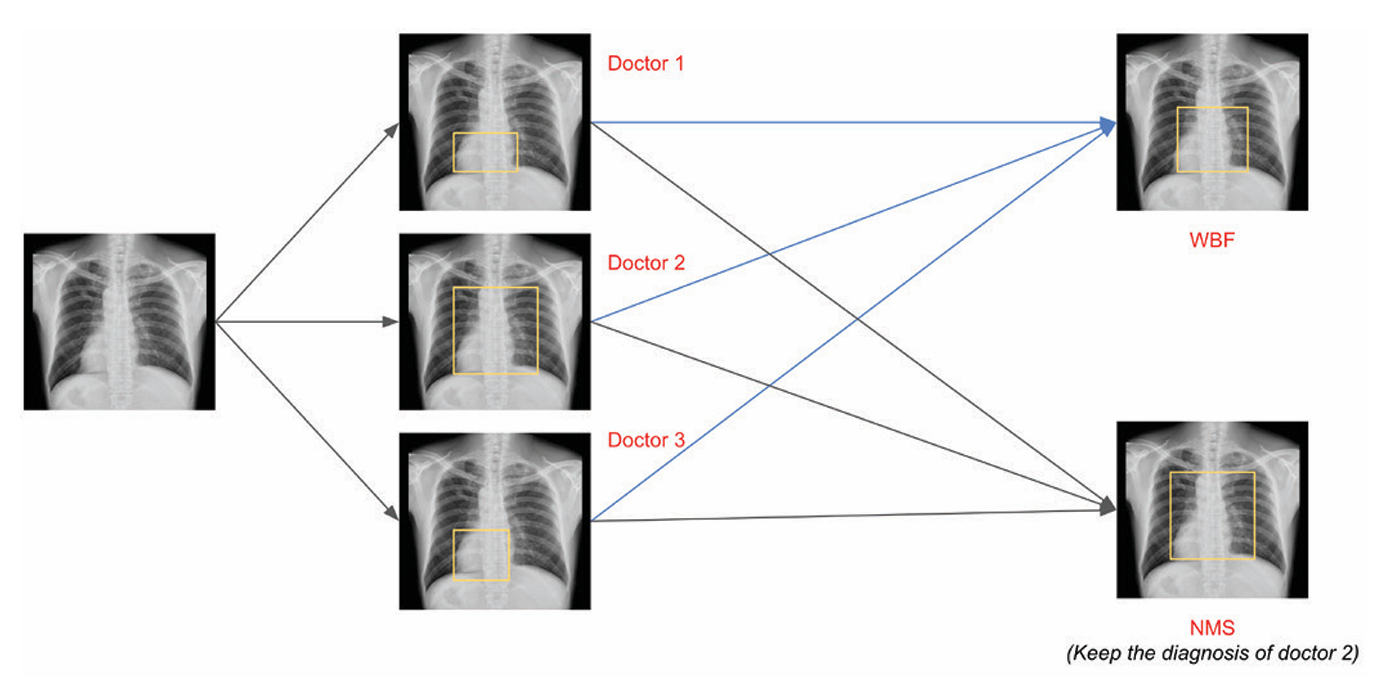 Doctor 1
Doctor 2
Doctor 3
WBF
NMS
(Keep the diagnosis of doctor 2)